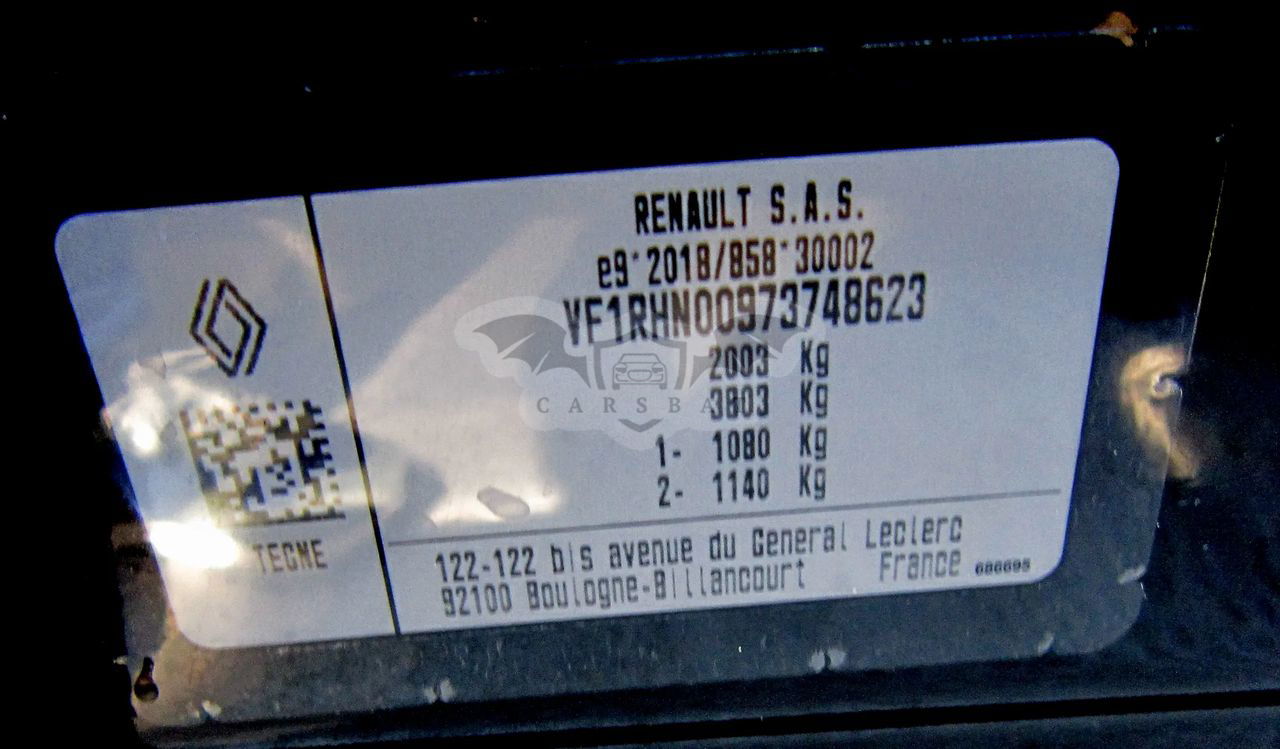 RENAULT S.A.S.
e9*2018/858*30002
VF1RHN00973748623
2003 Kg
3803 Kg
1- 1080 Kg
2- 1140 Kg
TECNE
122-122 bis avenue du General Leclerc
92100 Boulogne-Billancourt France
686695
CARSBA